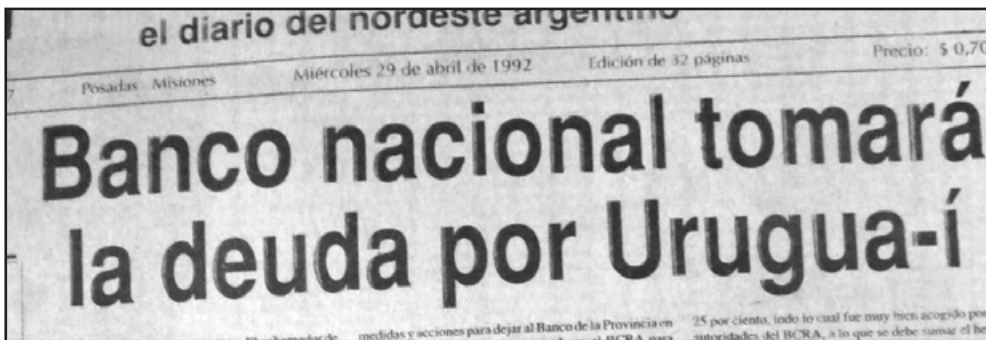 el diario del nordeste argentino
7 Posadas Misiones Miércoles 29 de abril de 1992 Edición de 32 páginas Precio: $ 0,70
Banco nacional tomará
la deuda por Urugua-í
medidas y acciones para dejar al Banco de la Provincia en
25 por ciento, todo lo cual fue muy bien acogido por
autoridades del BCRA, a lo que se debe sumar el